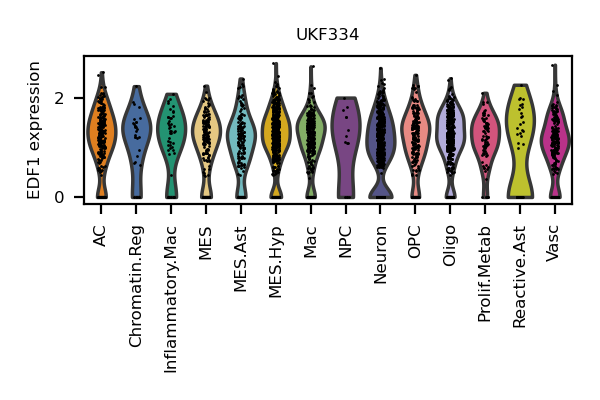 UKF334
EDF1 expression
2
0
AC
Chromatin.Reg
Inflammatory.Mac
MES
MES.Ast
MES.Hyp
Mac
NPC
Neuron
OPC
Oligo
Prolif.Metab
Reactive.Ast
Vasc